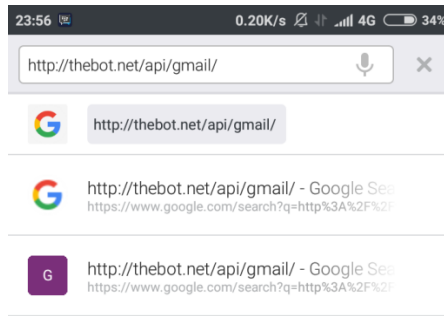 23:56 0.20K/s 4G 34%
http://thebot.net/api/gmail/
G http://thebot.net/api/gmail/
G http://thebot.net/api/gmail/ - Google Sea
https://www.google.com/search?q=http%3A%2F%2F
G http://thebot.net/api/gmail/ - Google Sea
https://www.google.com/search?q=http%3A%2F%2F